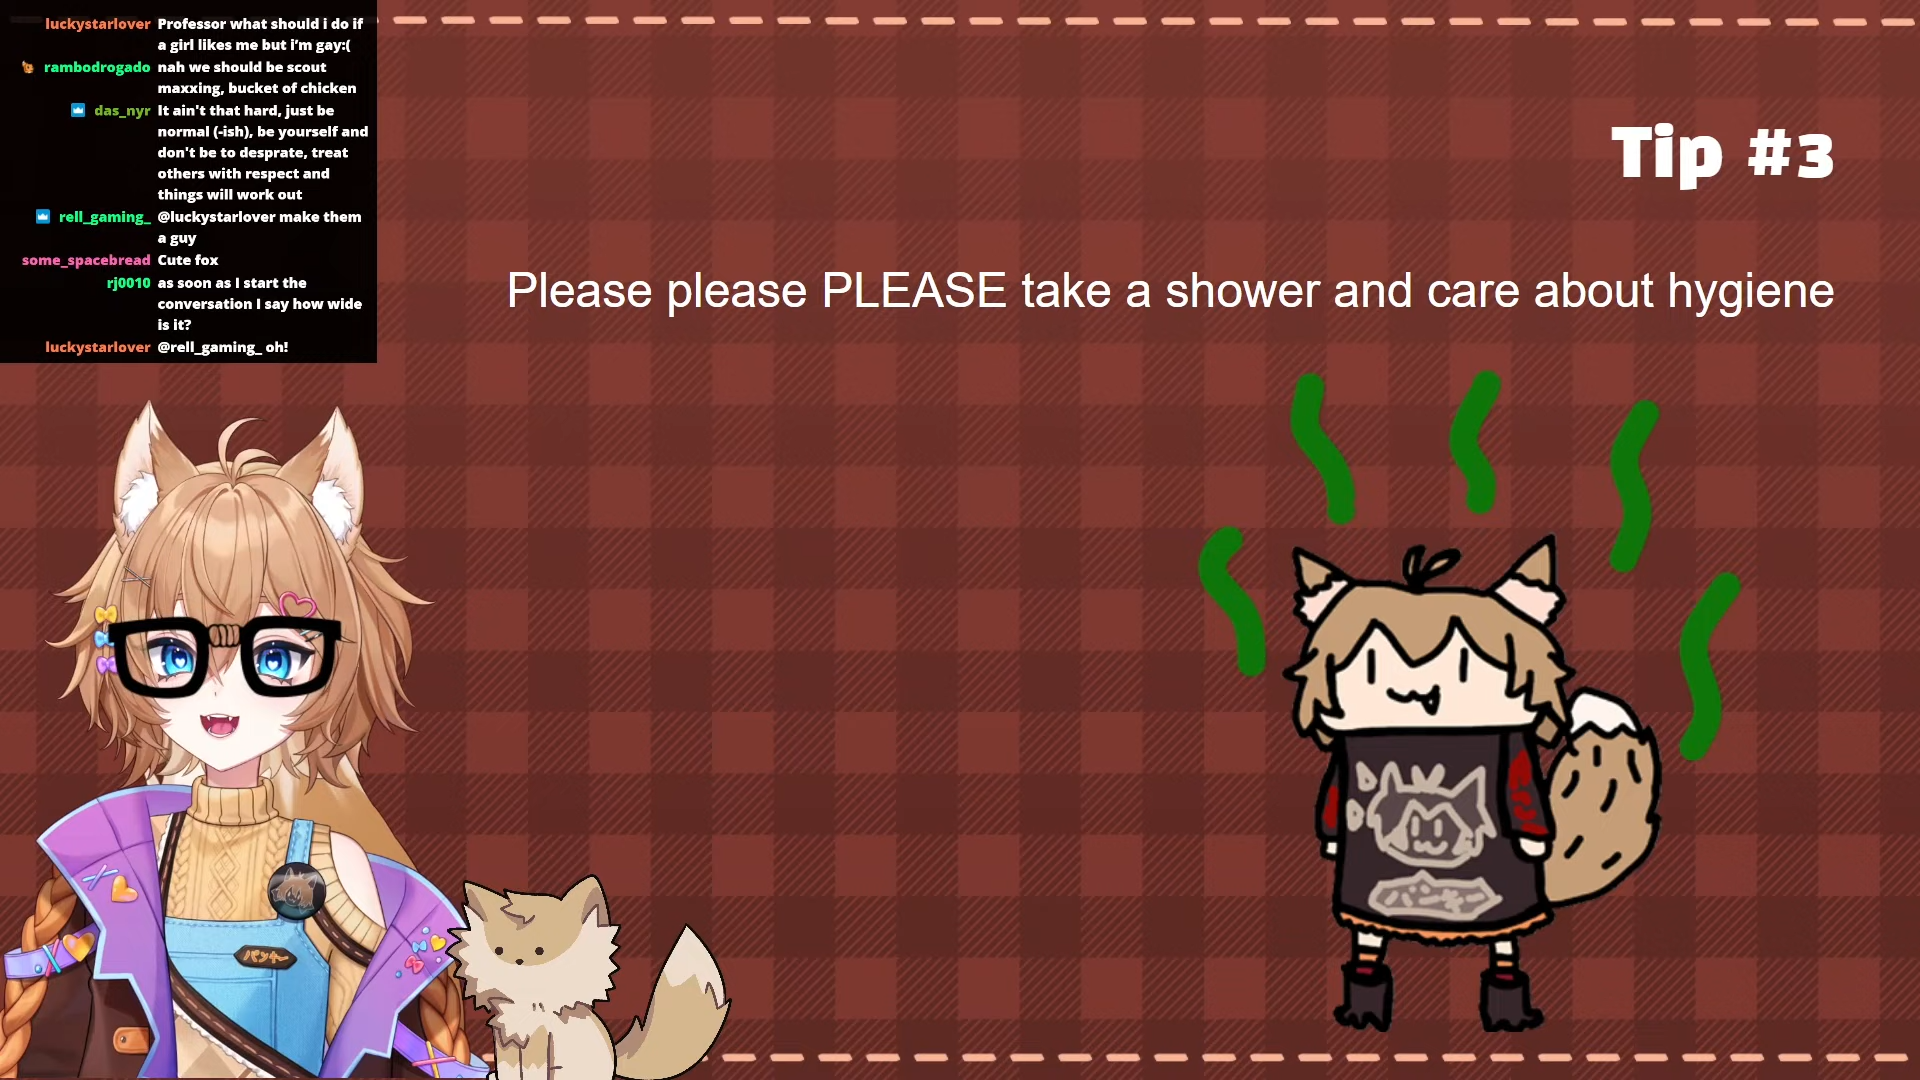 luckystarlover Professor what should i do if
a girl likes me but i'm gay:(
rambodrogado nah we should be scout
maxxing, bucket of chicken
das_nyr It ain't that hard, just be
normal (-ish), be yourself and
don't be to desprate, treat
others with respect and
things will work out
rell_gaming_ @luckystarlover make them
a guy
some_spacebread Cute fox
rj0010 as soon as I start the
conversation I say how wide
is it?
luckystarlover @rell_gaming_ oh!
Tip #3
Please please PLEASE take a shower and care about hygiene
パンキー